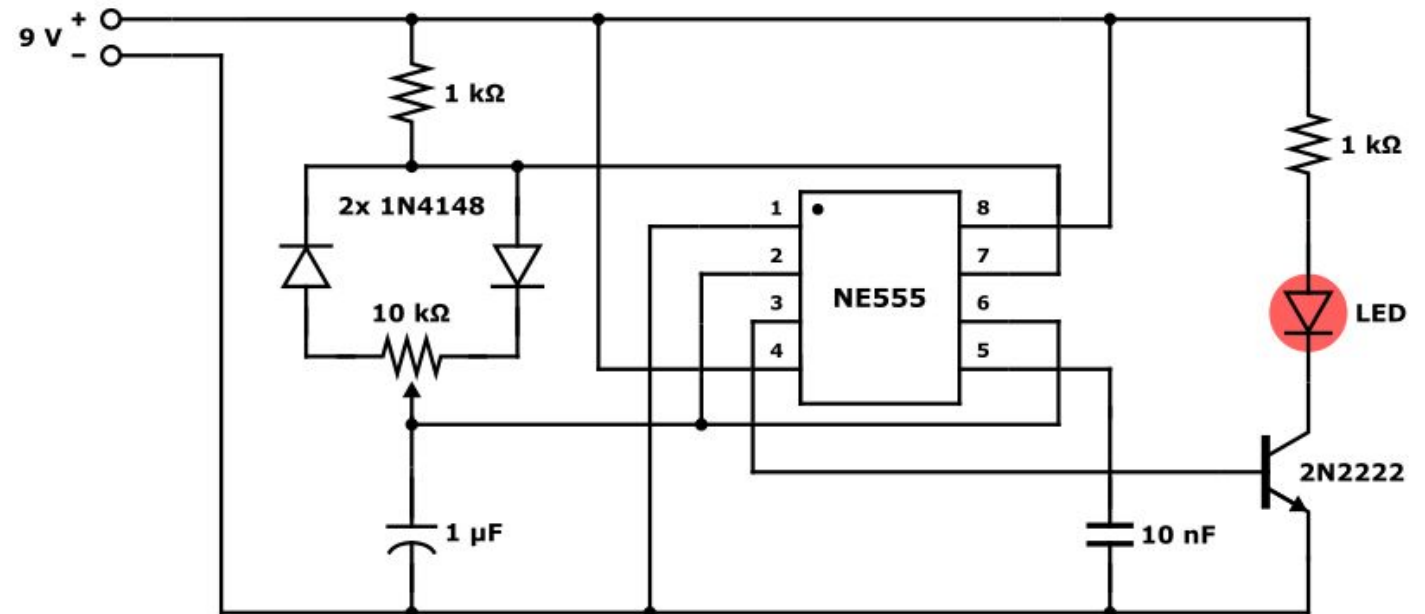 9 V + −
1 kΩ
1 kΩ
2x 1N4148
1 8
2 7
NE555
3 6
4 5
10 kΩ
LED
2N2222
1 µF
10 nF